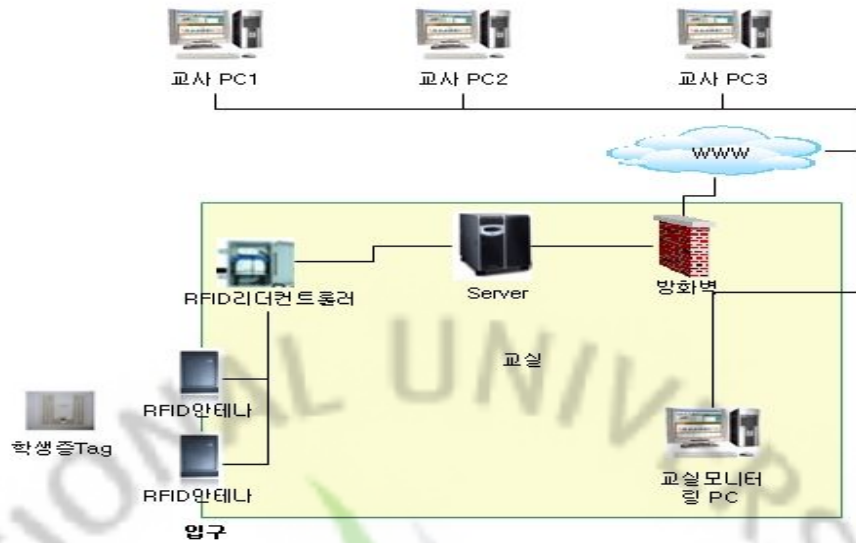 교사 PC1
교사 PC2
교사 PC3
WWW
RFID리더컨트롤러
Server
방화벽
교실
RFID안테나
학생증Tag
RFID안테나
교실모니터
링 PC
입구
IONAL UNIVERS